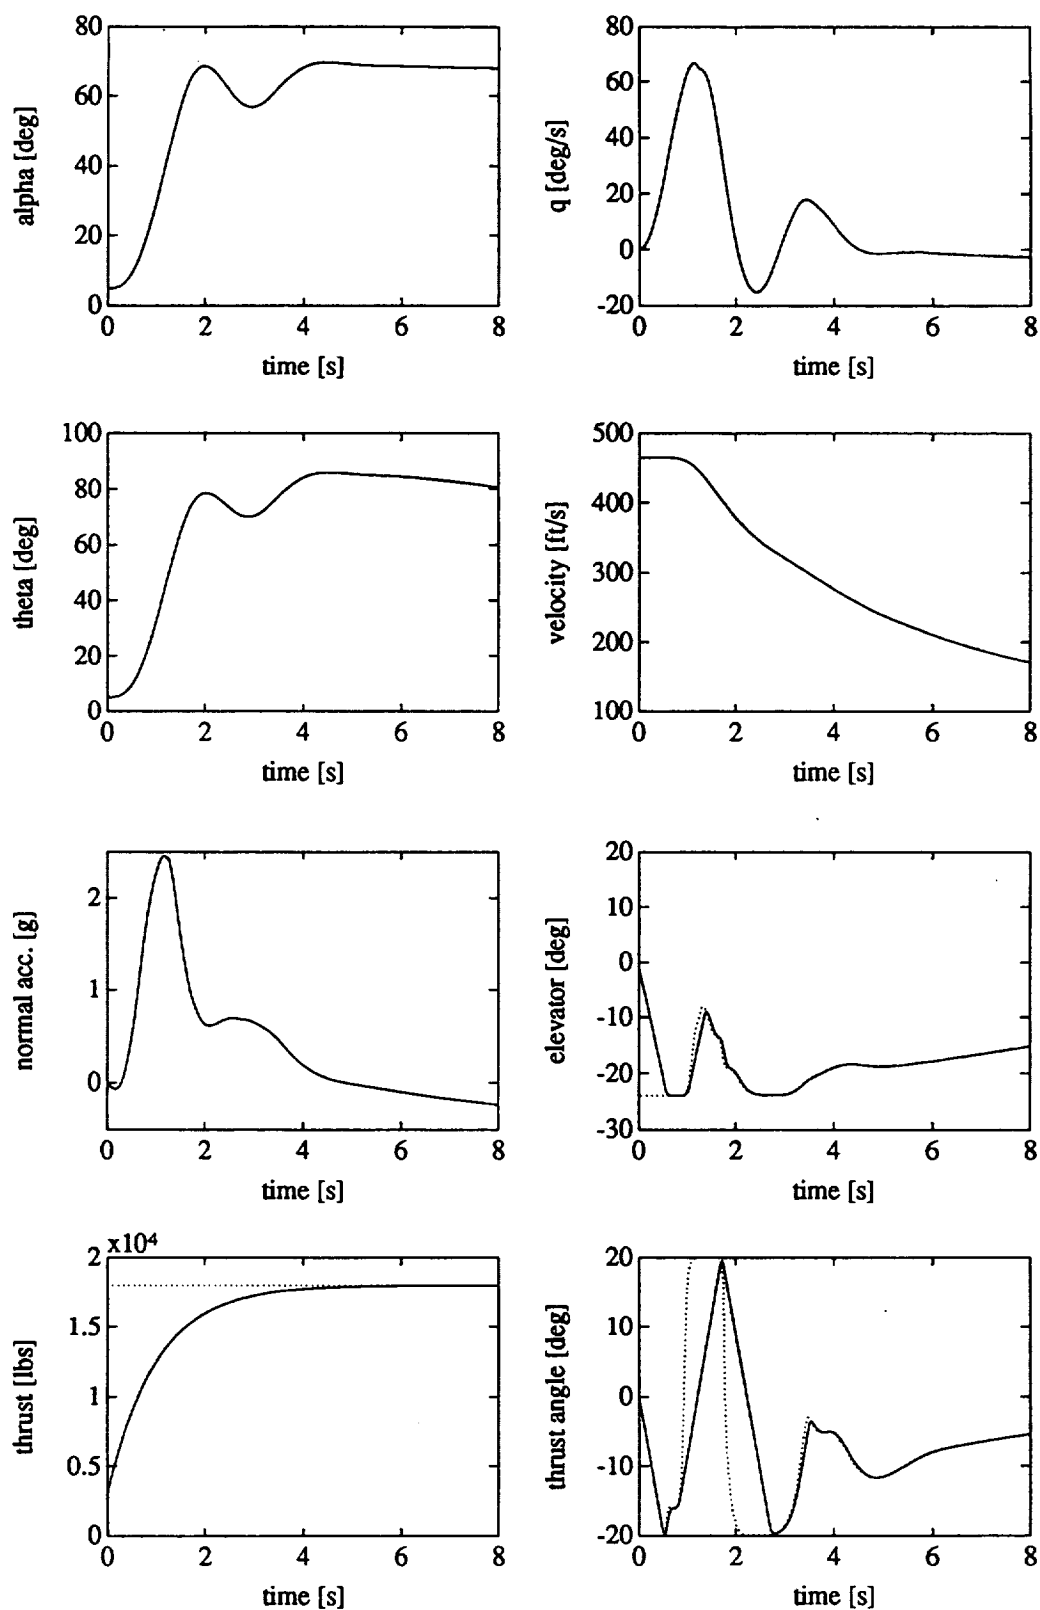 80
60
40
20
0
alpha [deg]
0 2 4 6 8
time [s]
80
60
40
20
0
-20
q [deg/s]
0 2 4 6 8
time [s]
100
80
60
40
20
0
theta [deg]
0 2 4 6 8
time [s]
500
400
300
200
100
velocity [ft/s]
0 2 4 6 8
time [s]
2
1
0
normal acc. [g]
0 2 4 6 8
time [s]
20
10
0
-10
-20
-30
elevator [deg]
0 2 4 6 8
time [s]
x10⁴
2
1.5
1
0.5
0
thrust [lbs]
0 2 4 6 8
time [s]
20
10
0
-10
-20
thrust angle [deg]
0 2 4 6 8
time [s]